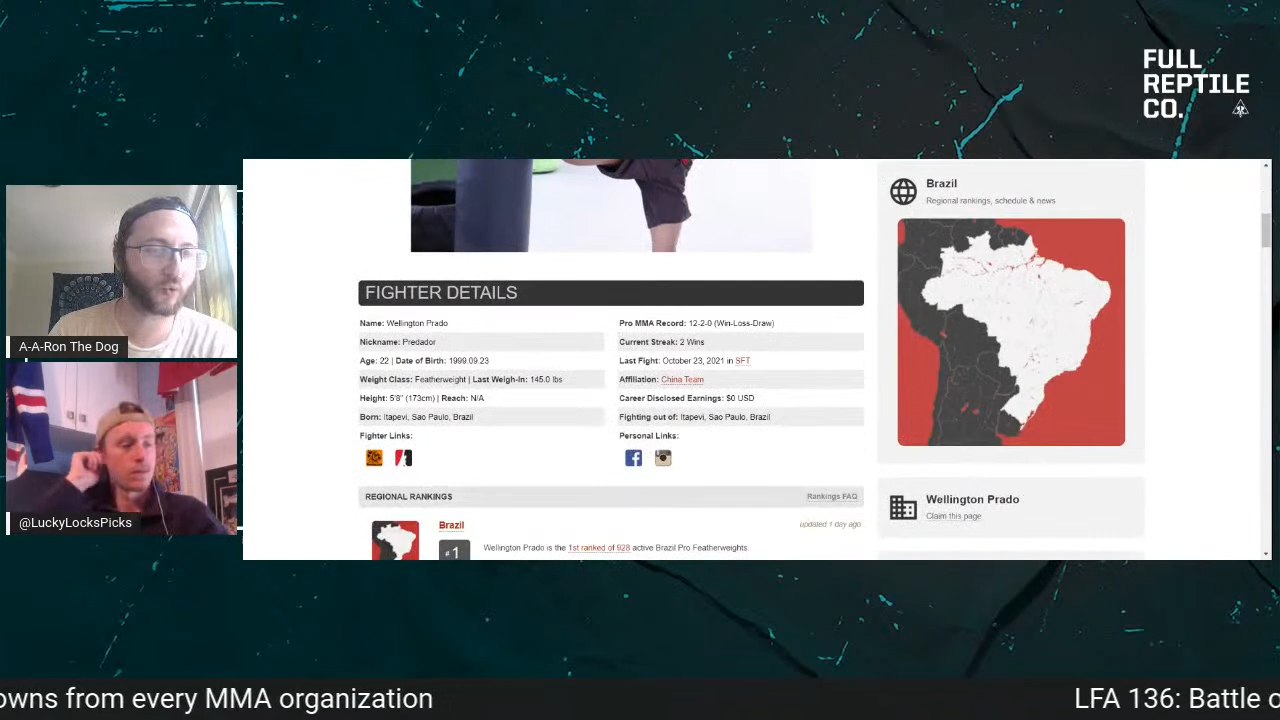 FULL
REPTILE
CO.
Brazil
Regional rankings, schedule & news
FIGHTER DETAILS
Name: Wellington Prado
Pro MMA Record: 12-2-0 (Win-Loss-Draw)
Nickname: Predador
Current Streak: 2 Wins
Age: 22 | Date of Birth: 1999.09.23
Last Fight: October 23, 2021 in SFT
Weight Class: Featherweight | Last Weigh-In: 145.0 lbs
Affiliation: China Team
Height: 5'8" (173cm) | Reach: N/A
Career Disclosed Earnings: $0 USD
Born: Itapevi, Sao Paulo, Brazil
Fighting out of: Itapevi, Sao Paulo, Brazil
Fighter Links:
Personal Links:
REGIONAL RANKINGS
Rankings FAQ
Brazil
updated 1 day ago
#1
Wellington Prado is the 1st ranked of 928 active Brazil Pro Featherweights.
Wellington Prado
Claim this page
A-A-Ron The Dog
@LuckyLocksPicks
owns from every MMA organization
LFA 136: Battle o